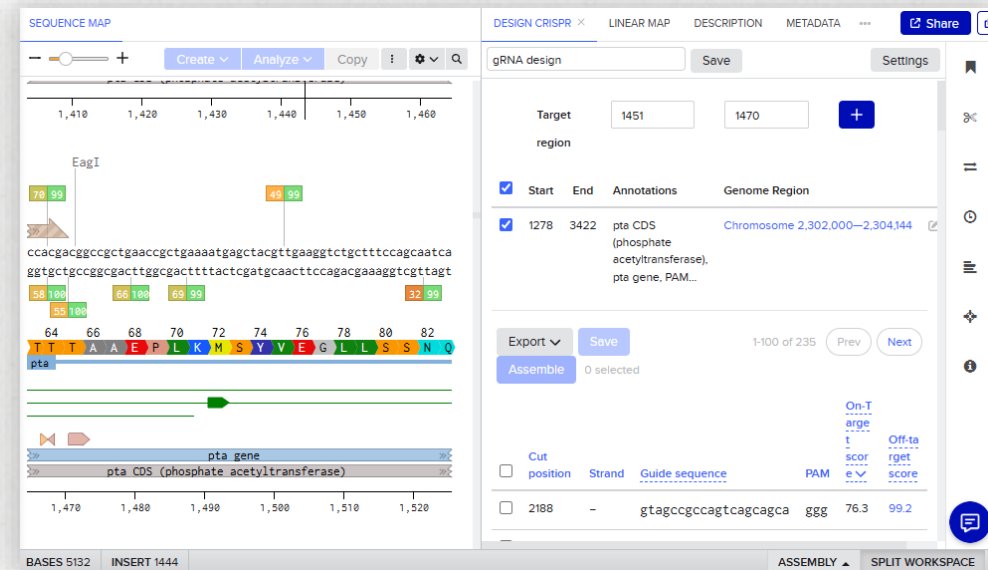 SEQUENCE MAP
Create Analyze Copy
pta CDS (phosphate acetyltransferase)
1,410 1,420 1,430 1,440 1,450 1,460
EagI
70 99 49 99
ccacgacggccgctgaaccgctgaaaatgagctacgttgaaggtctgctttccagcaatca
ggtgctgccggcgacttggcgacttttactcgatgcaacttccagacgaaaggtcgttagt
58 100 66 100 69 99 32 99
55 100
64 66 68 70 72 74 76 78 80 82
T T T A A E P L K M S Y V E G L L S S N Q
pta
pta gene
pta CDS (phosphate acetyltransferase)
1,470 1,480 1,490 1,500 1,510 1,520
DESIGN CRISPR LINEAR MAP DESCRIPTION METADATA Share
gRNA design Save Settings
Target region 1451 1470 +
Start End Annotations Genome Region
1278 3422 pta CDS Chromosome 2,302,000—2,304,144
(phosphate
acetyltransferase),
pta gene, PAM...
Export Save 1-100 of 235 Prev Next
Assemble 0 selected
Cut position Strand Guide sequence PAM On-Target score Off-target score
2188 – gtagccgccagtcagcagca ggg 76.3 99.2
BASES 5132 INSERT 1444 ASSEMBLY SPLIT WORKSPACE